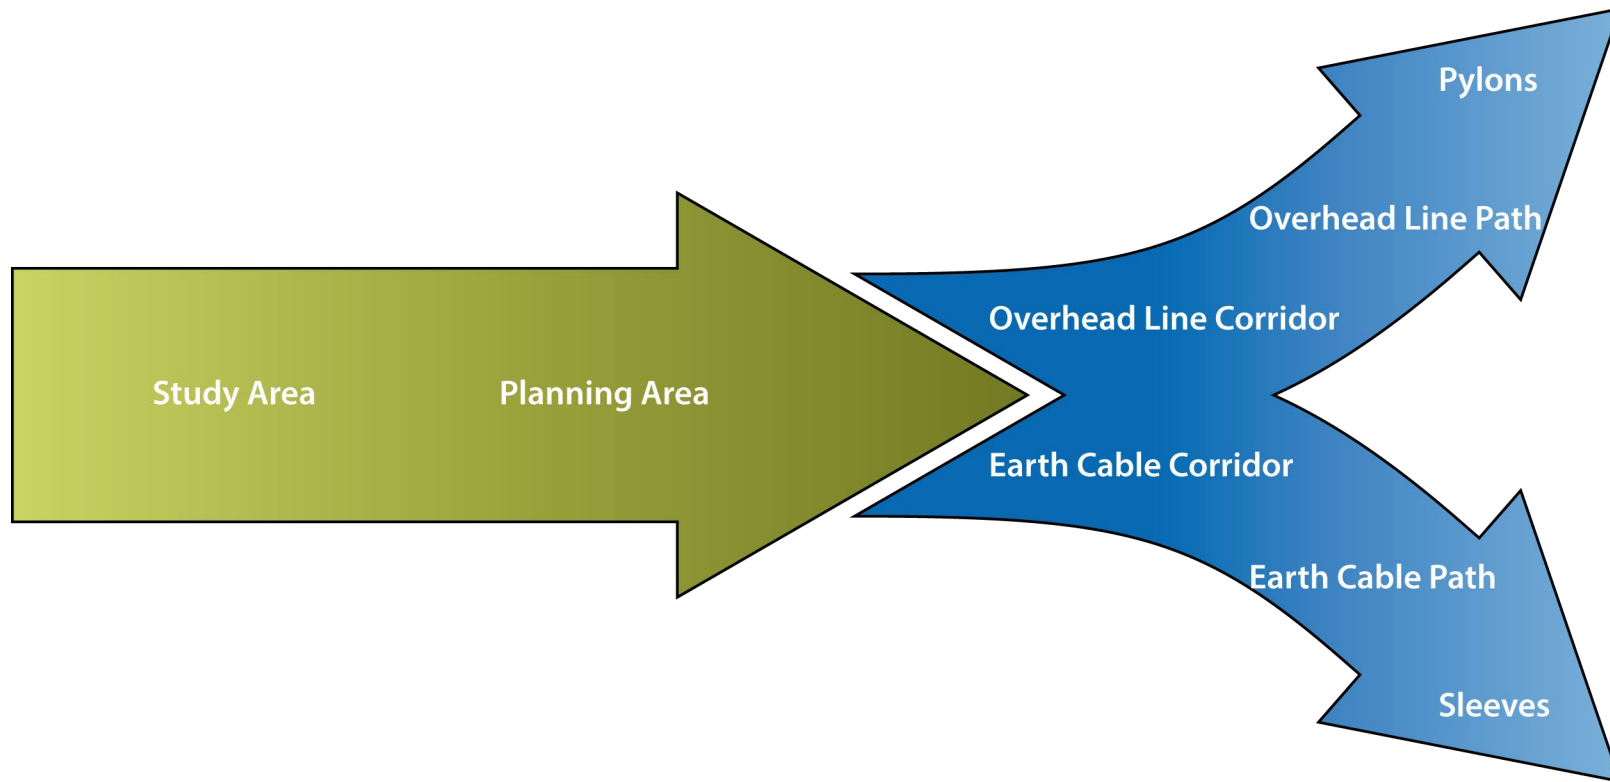 Study Area
Planning Area
Overhead Line Corridor
Overhead Line Path
Pylons
Earth Cable Corridor
Earth Cable Path
Sleeves